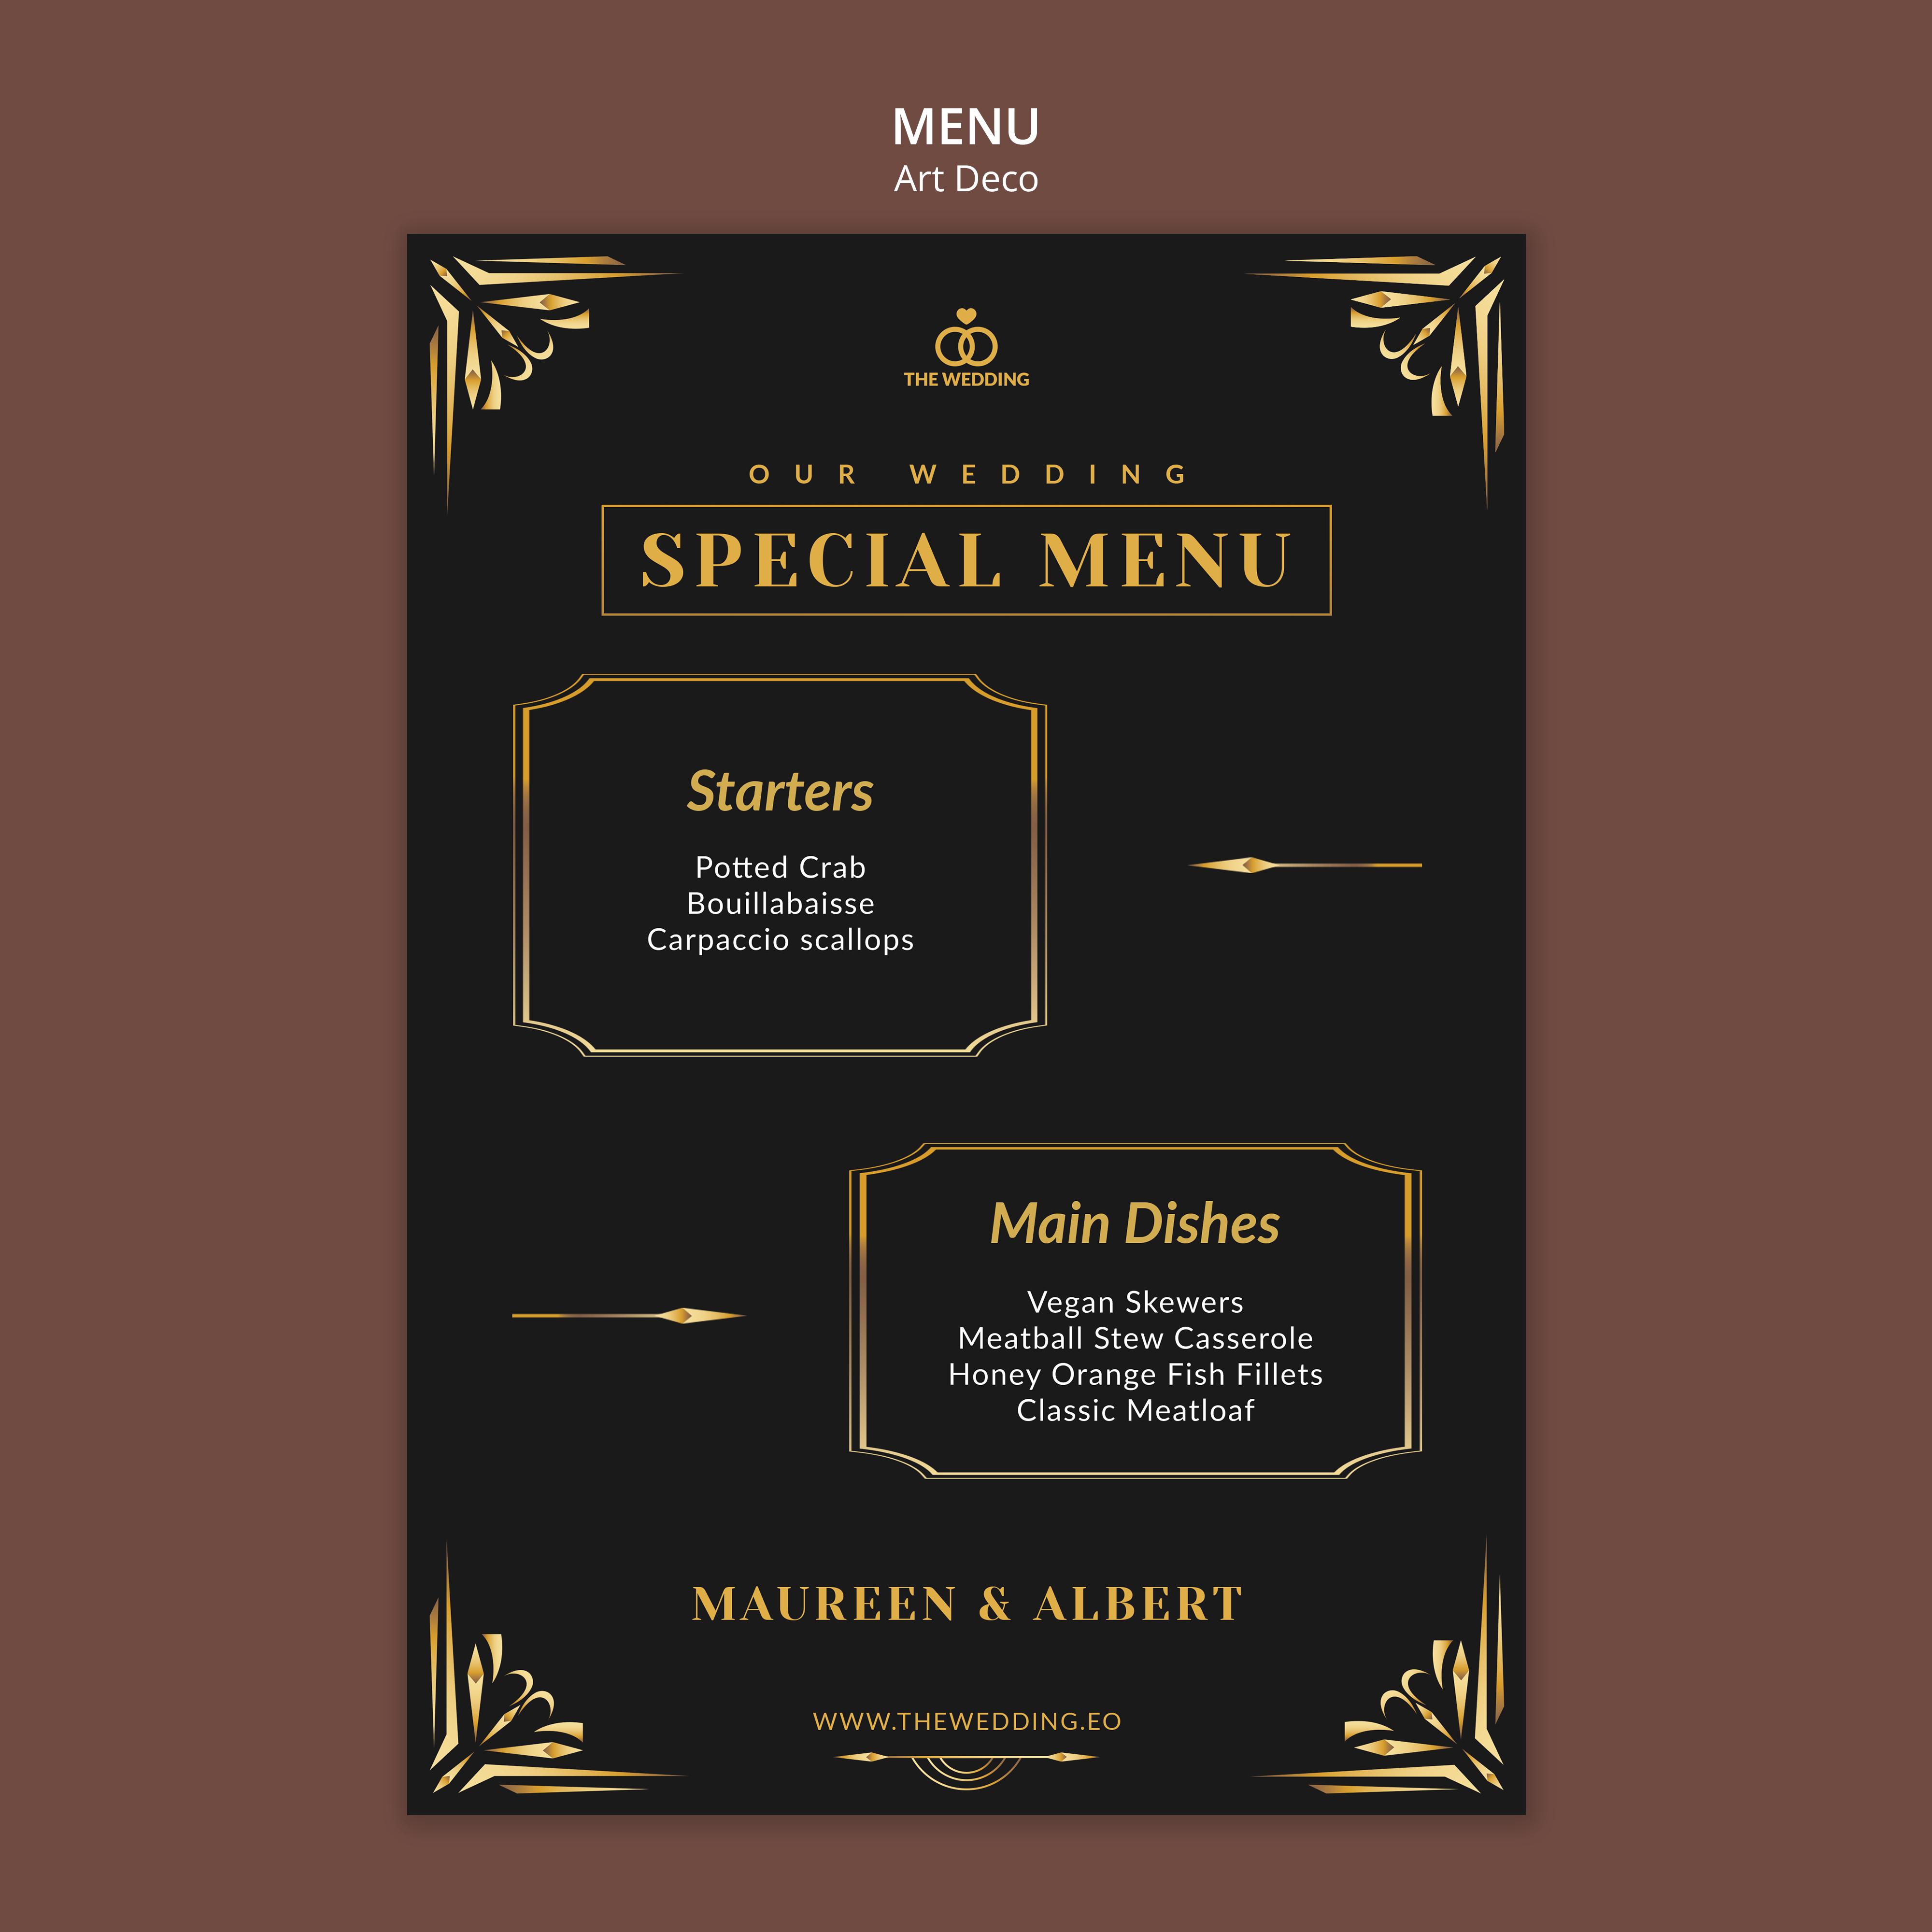 MENU
Art Deco
THE WEDDING
OUR WEDDING
SPECIAL MENU
Starters
Potted Crab
Bouillabaisse
Carpaccio scallops
Main Dishes
Vegan Skewers
Meatball Stew Casserole
Honey Orange Fish Fillets
Classic Meatloaf
MAUREEN & ALBERT
WWW.THEWEDDING.EO